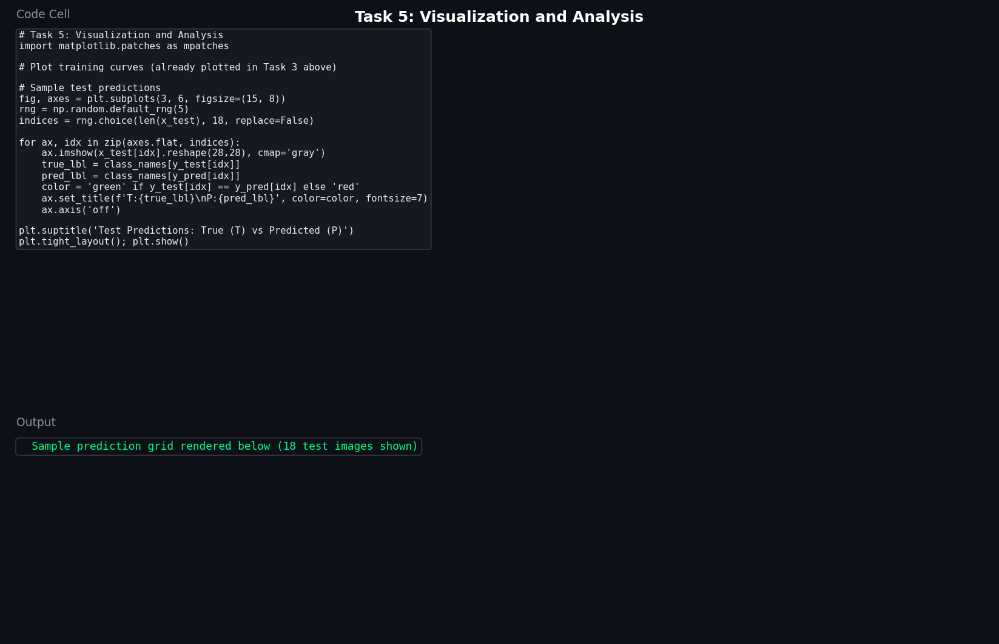 Task 5: Visualization and Analysis
Code Cell
# Task 5: Visualization and Analysis
import matplotlib.patches as mpatches
# Plot training curves (already plotted in Task 3 above)
# Sample test predictions
fig, axes = plt.subplots(3, 6, figsize=(15, 8))
rng = np.random.default_rng(5)
indices = rng.choice(len(x_test), 18, replace=False)
for ax, idx in zip(axes.flat, indices):
    ax.imshow(x_test[idx].reshape(28,28), cmap='gray')
    true_lbl = class_names[y_test[idx]]
    pred_lbl = class_names[y_pred[idx]]
    color = 'green' if y_test[idx] == y_pred[idx] else 'red'
    ax.set_title(f'T:{true_lbl}\nP:{pred_lbl}', color=color, fontsize=7)
    ax.axis('off')
plt.suptitle('Test Predictions: True (T) vs Predicted (P)')
plt.tight_layout(); plt.show()
Output
Sample prediction grid rendered below (18 test images shown)